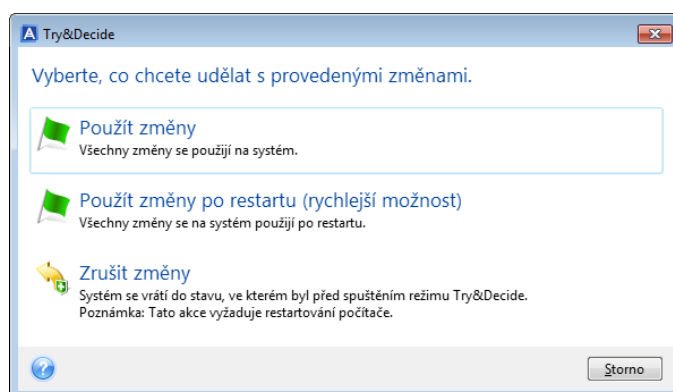 Try&Decide
Vyberte, co chcete udělat s provedenými změnami.
Použít změny
Všechny změny se použijí na systém.
Použít změny po restartu (rychlejší možnost)
Všechny změny se na systém použijí po restartu.
Zrušit změny
Systém se vrátí do stavu, ve kterém byl před spuštěním režimu Try&Decide.
Poznámka: Tato akce vyžaduje restartování počítače.
Storno